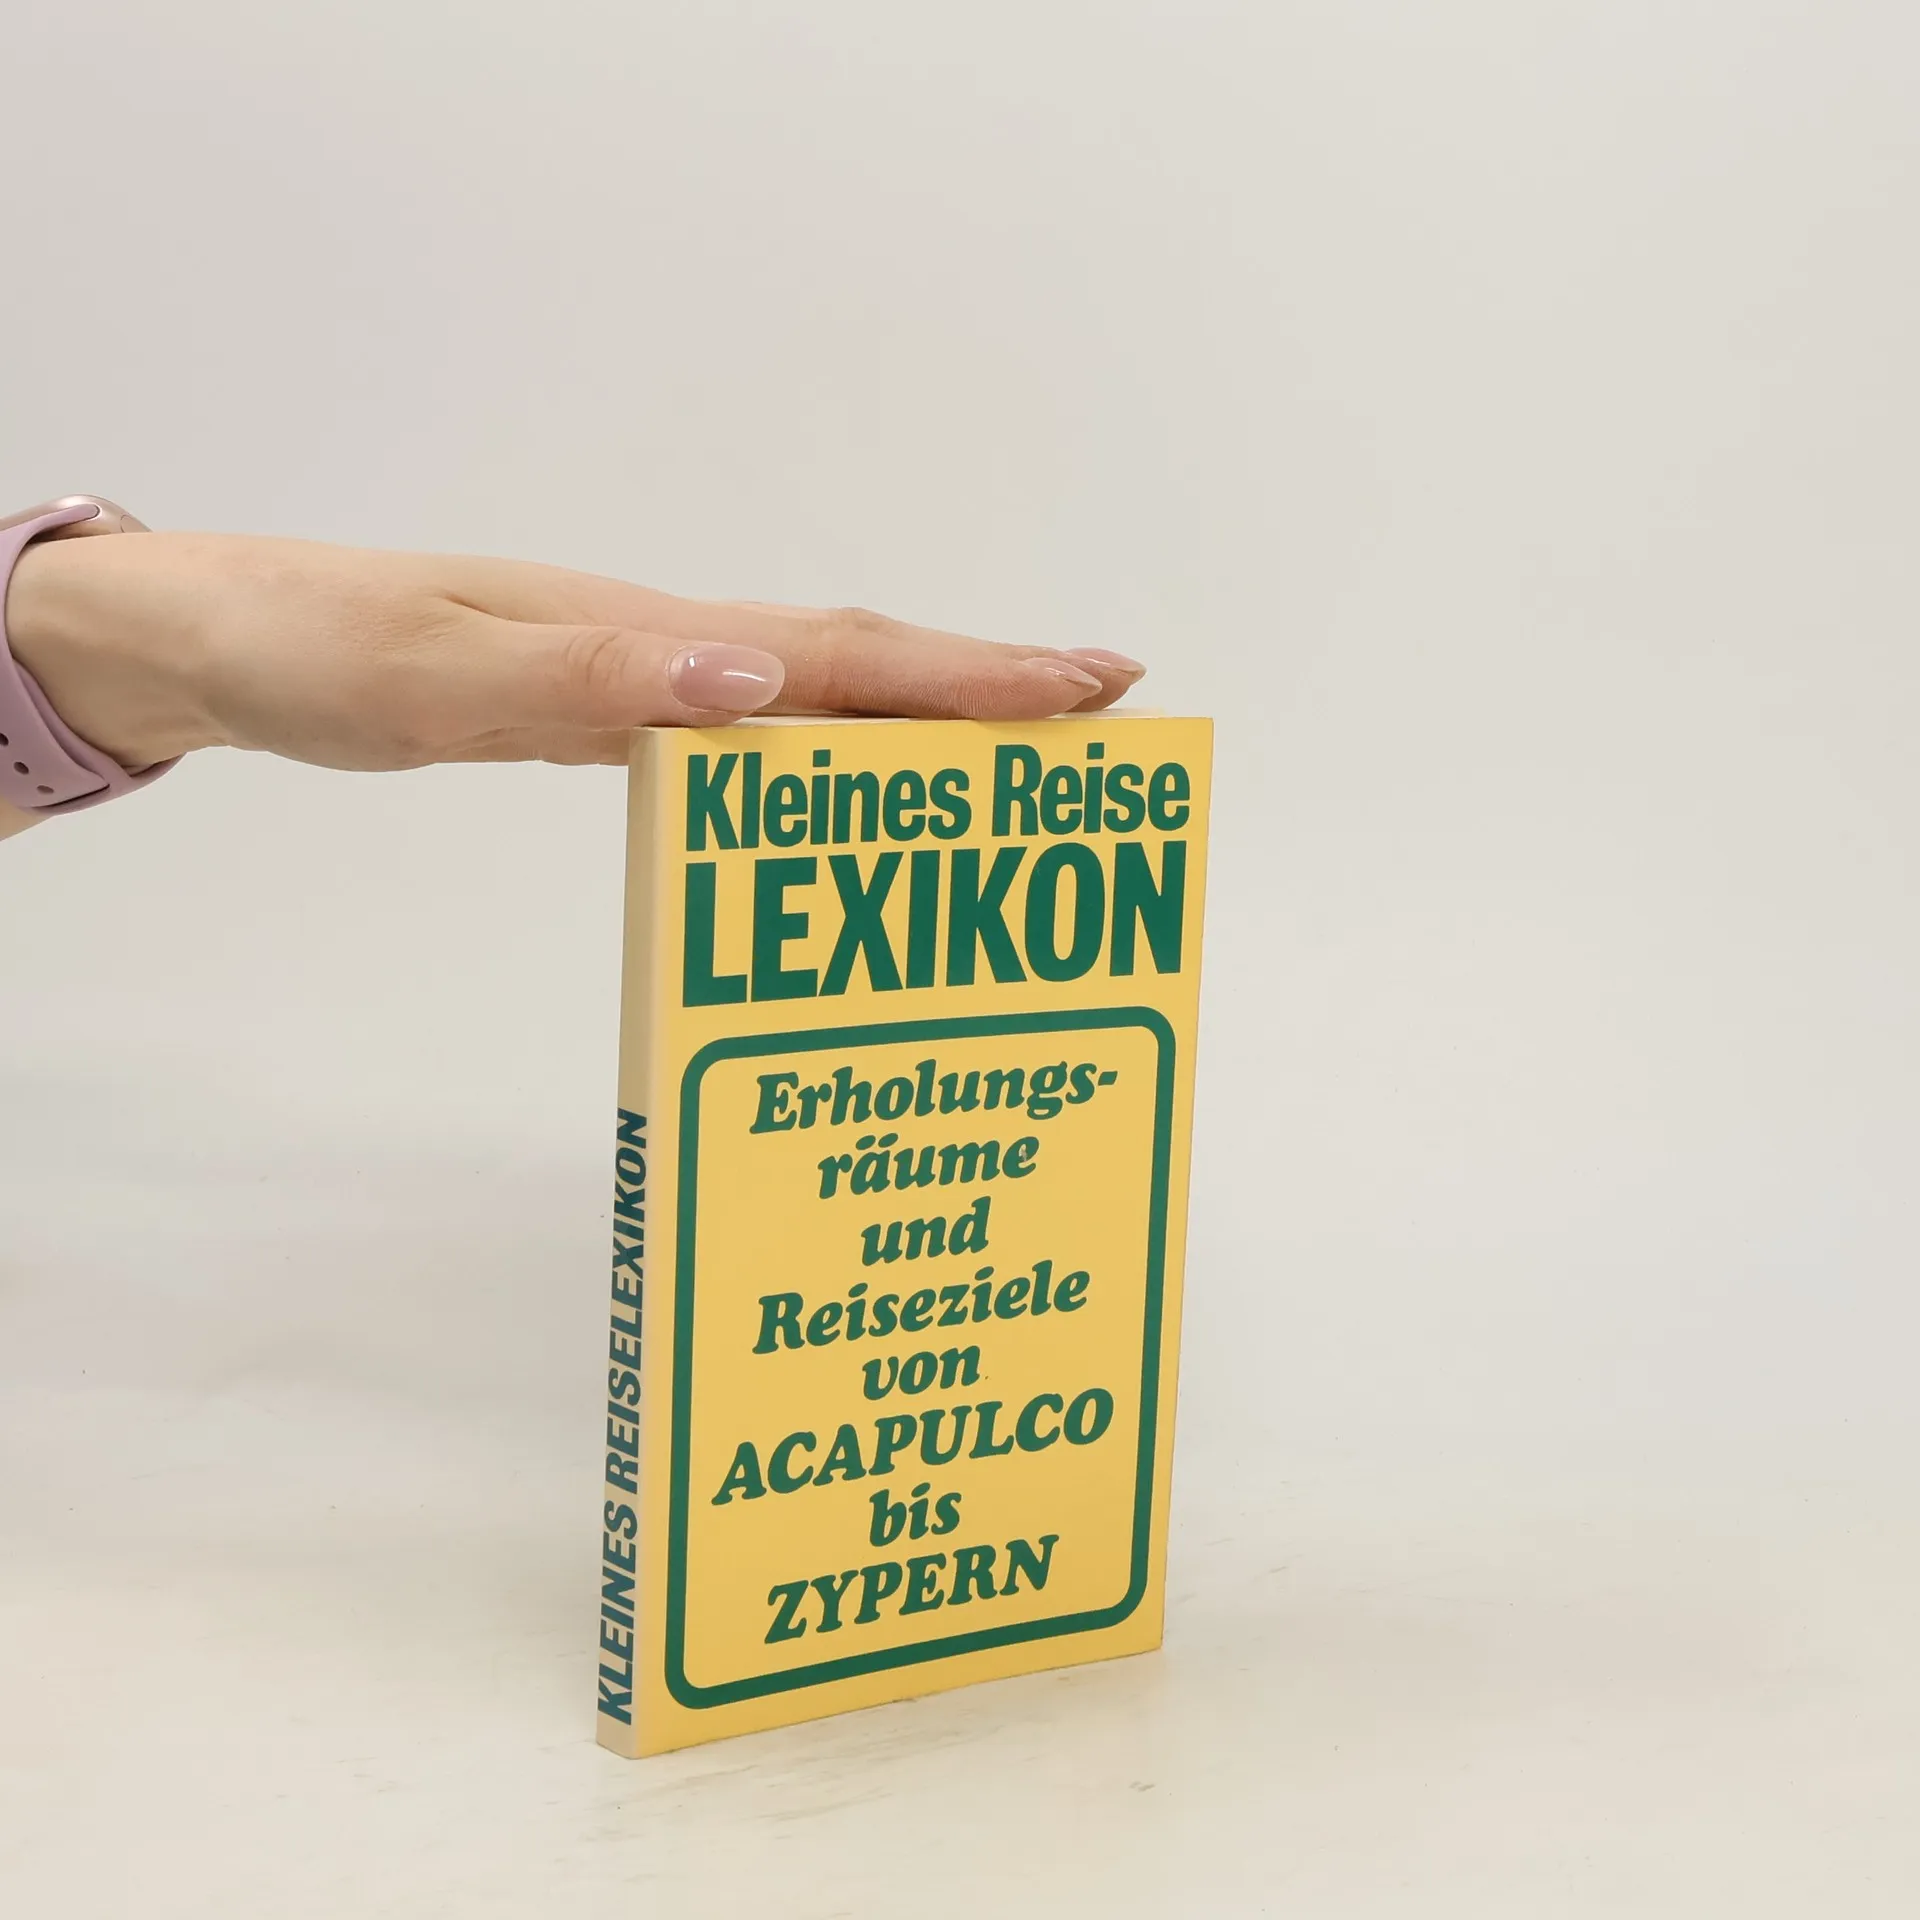 Kleines Reise
LEXIKON
Erholungs-
räume
und
Reiseziele
von
ACAPULCO
bis
ZYPERN
KLEINES REISELEXIKON